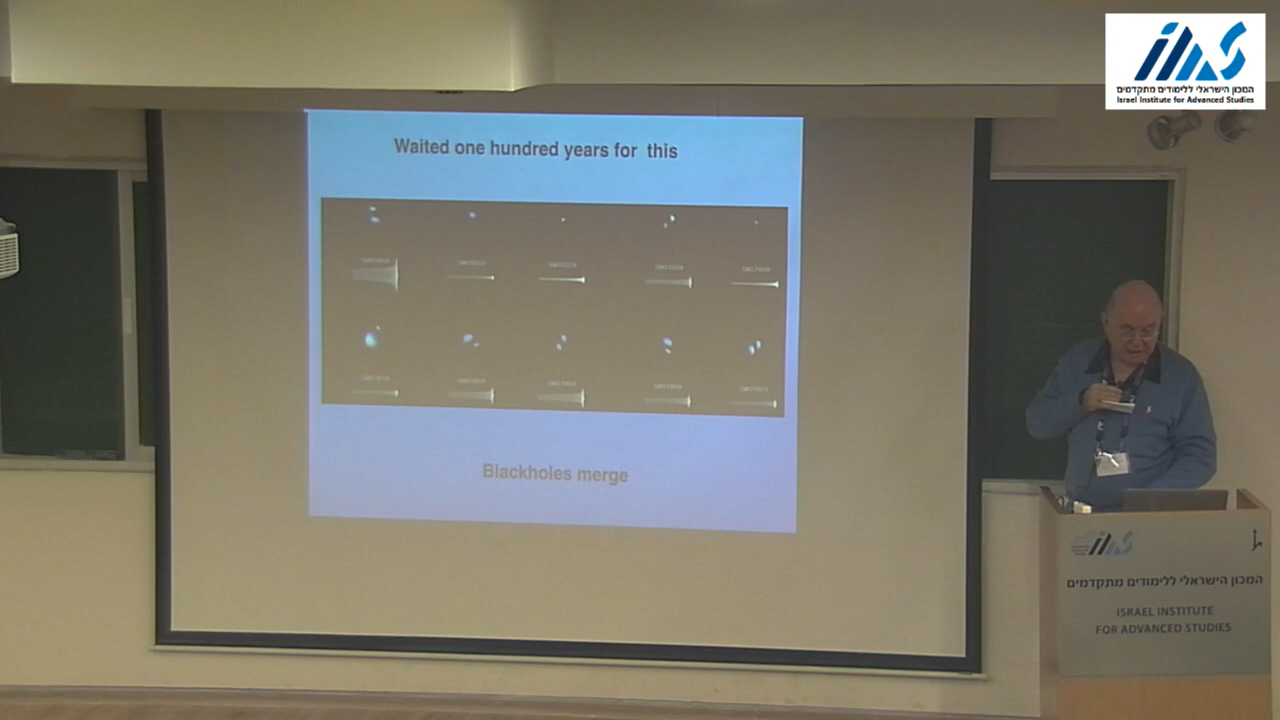 המכון הישראלי ללימודים מתקדמים
Israel Institute for Advanced Studies
Waited one hundred years for this
Blackholes merge
המכון הישראלי ללימודים מתקדמים
ISRAEL INSTITUTE
FOR ADVANCED STUDIES